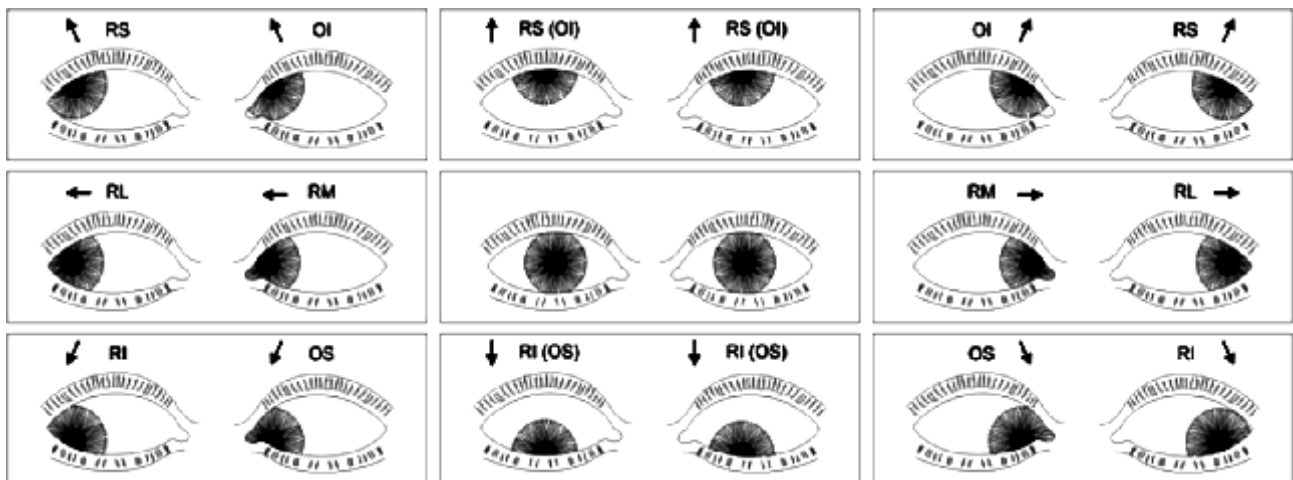 RS OI
RS (OI) RS (OI)
OI RS
RL RM
RM RL
RI OS
RI (OS) RI (OS)
OS RI